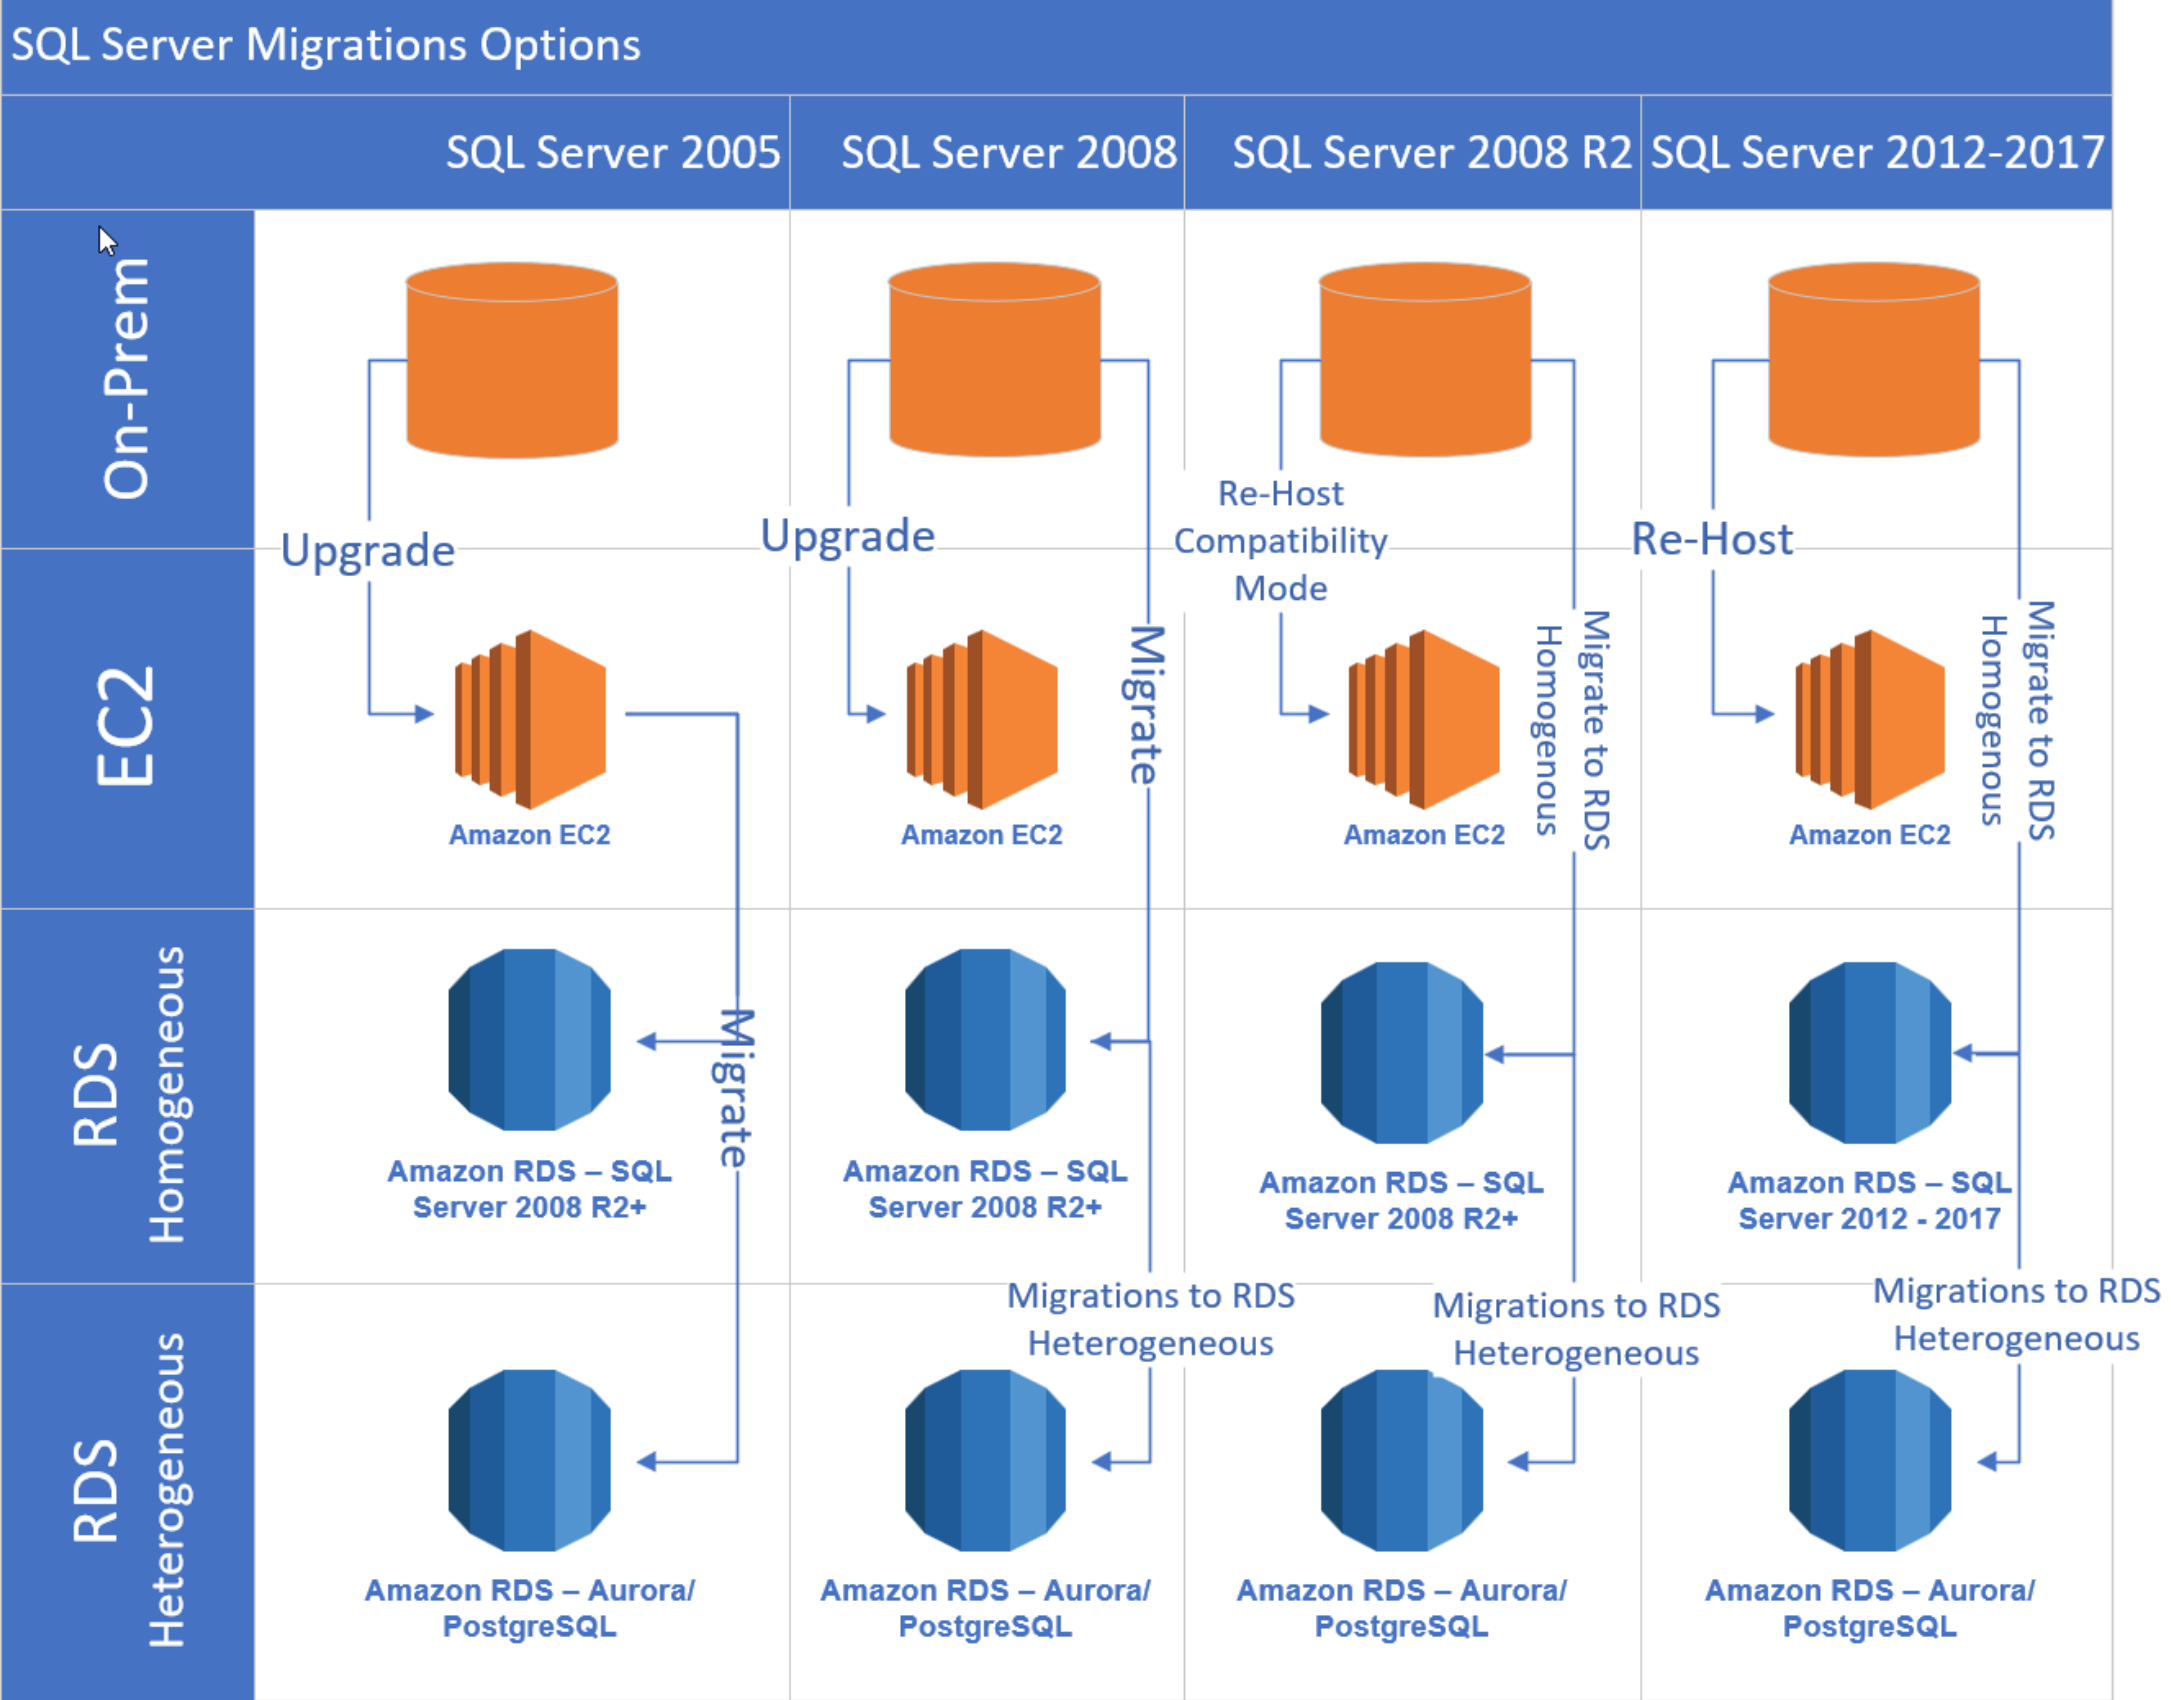 SQL Server Migrations Options
SQL Server 2005
SQL Server 2008
SQL Server 2008 R2
SQL Server 2012-2017
On-Prem
Upgrade
Upgrade
Re-Host
Compatibility
Mode
Re-Host
EC2
Amazon EC2
Amazon EC2
Migrate
Amazon EC2
Migrate to RDS
Homogenous
Amazon EC2
Migrate to RDS
Homogenous
RDS
Homogeneous
Amazon RDS – SQL
Server 2008 R2+
Migrate
Amazon RDS – SQL
Server 2008 R2+
Amazon RDS – SQL
Server 2008 R2+
Amazon RDS – SQL
Server 2012 - 2017
Migrations to RDS
Heterogeneous
Migrations to RDS
Heterogeneous
Migrations to RDS
Heterogeneous
RDS
Heterogeneous
Amazon RDS – Aurora/
PostgreSQL
Amazon RDS – Aurora/
PostgreSQL
Amazon RDS – Aurora/
PostgreSQL
Amazon RDS – Aurora/
PostgreSQL